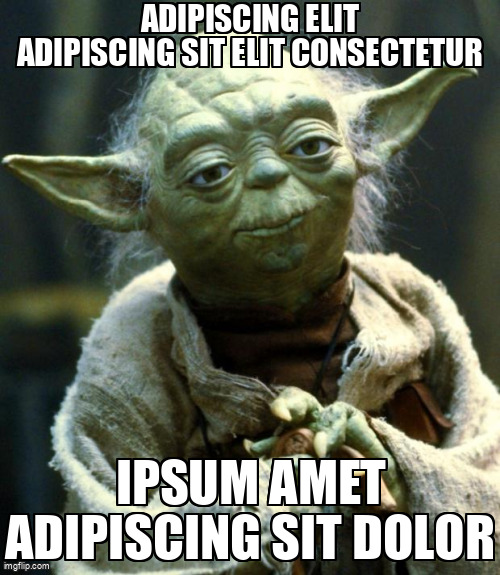 ADIPISCING ELIT
ADIPISCING SIT ELIT CONSECTETUR
IPSUM AMET
ADIPISCING SIT DOLOR
imgflip.com